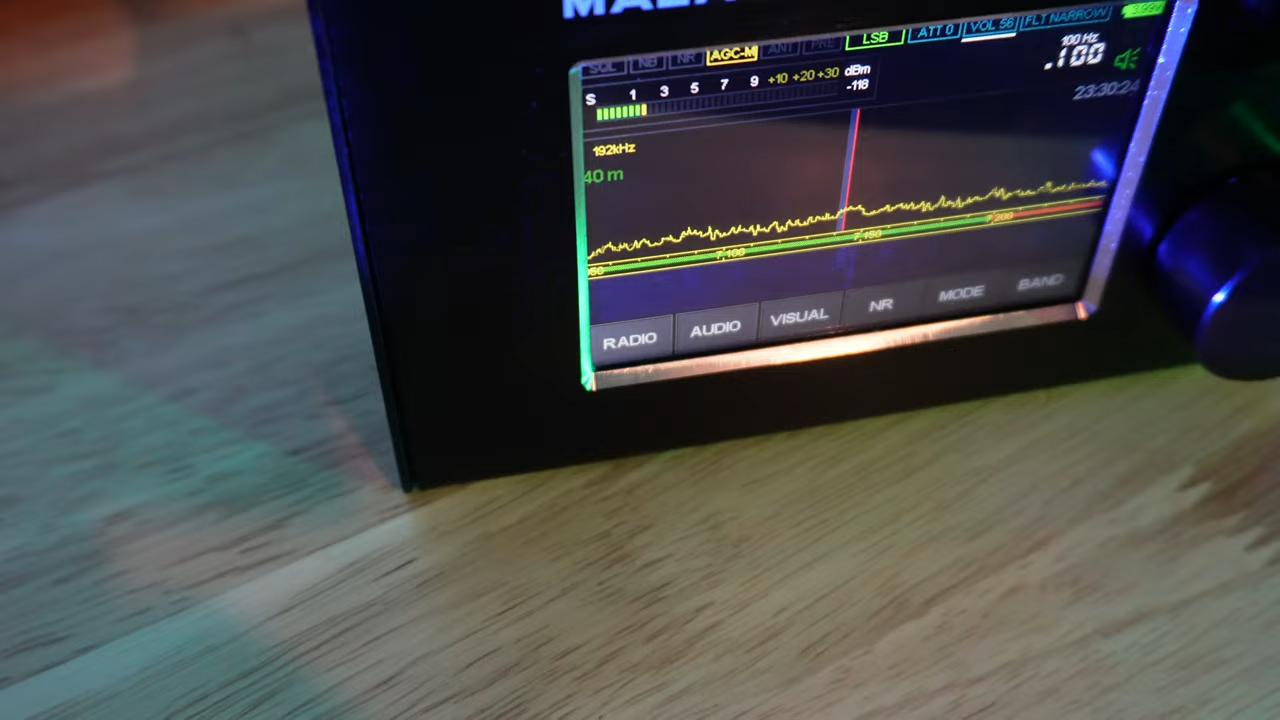 SQL NB NR AGC-M ANT PRE LSB ATT 0 VOL 56 FLT NARROW 3.99V
S 1 3 5 7 9 +10 +20 +30 dBm
-116
100 Hz
.100
23:30:24
192kHz
40 m
7 100 7 150 7 200
RADIO AUDIO VISUAL NR MODE BAND